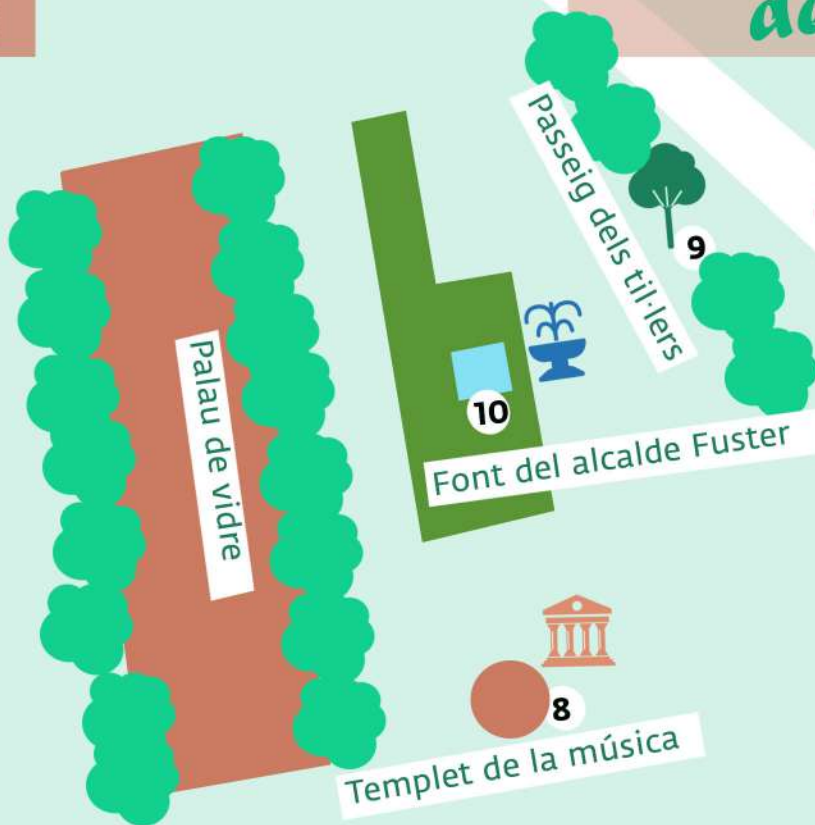 Passeig dels til·lers
9
Palau de vidre
10
Font del alcalde Fuster
8
Templet de la música